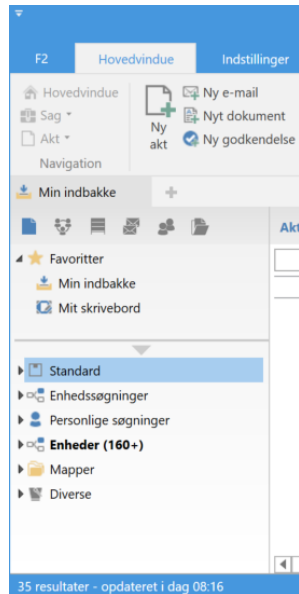 F2 Hovedvindue Indstillinger
Hovedvindue
Sag
Akt
Navigation
Ny akt
Ny e-mail
Nyt dokument
Ny godkendelse
Min indbakke +
Akt
Favoritter
Min indbakke
Mit skrivebord
Standard
Enhedssøgninger
Personlige søgninger
Enheder (160+)
Mapper
Diverse
35 resultater - opdateret i dag 08:16